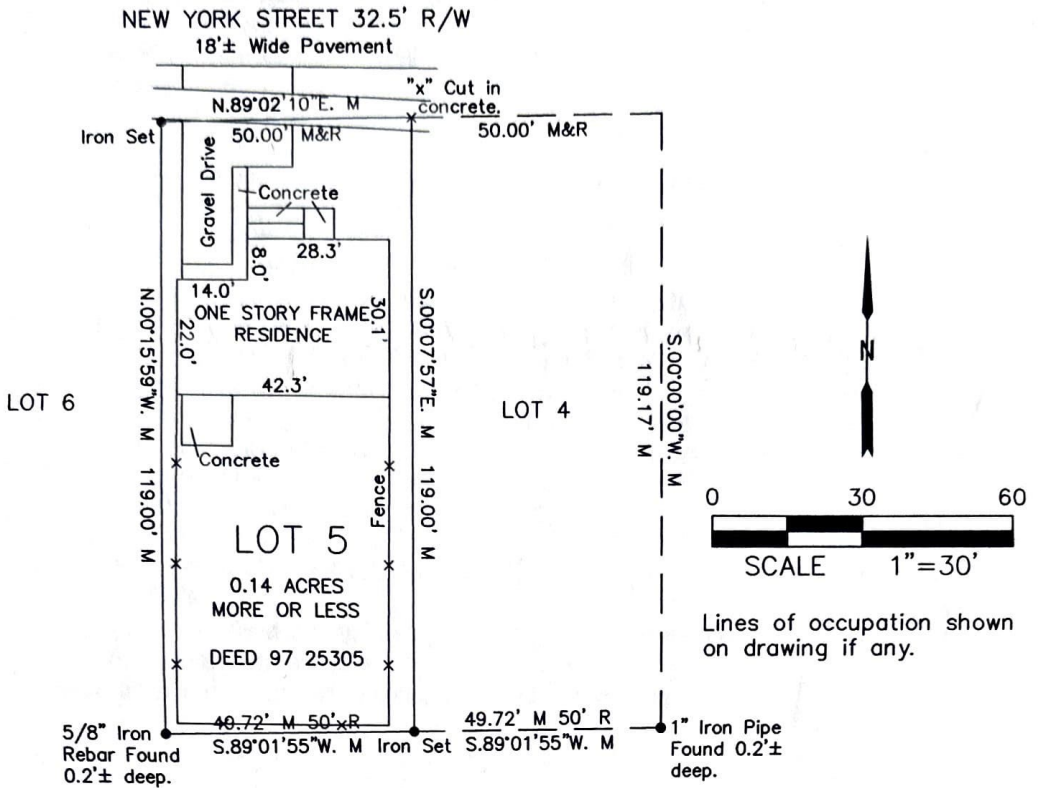 NEW YORK STREET 32.5' R/W
18'± Wide Pavement
"x" Cut in
concrete.
N.89°02'10"E. M
Iron Set
50.00' M&R
50.00' M&R
Gravel Drive
Concrete
28.3'
8.0'
14.0'
ONE STORY FRAME
RESIDENCE
30.1'
22.0'
42.3'
N.00°15'59"W. M 119.00' M
S.00°07'57"E. M 119.00' M
S.00°00'00"W. M
119.17' M
LOT 6
LOT 4
N
Concrete
Fence
LOT 5
0.14 ACRES
MORE OR LESS
DEED 97 25305
0 30 60
SCALE 1"=30'
Lines of occupation shown
on drawing if any.
49.72' M 50' R
49.72' M 50' R
S.89°01'55"W. M
Iron Set
S.89°01'55"W. M
5/8" Iron
Rebar Found
0.2'± deep.
1" Iron Pipe
Found 0.2'±
deep.